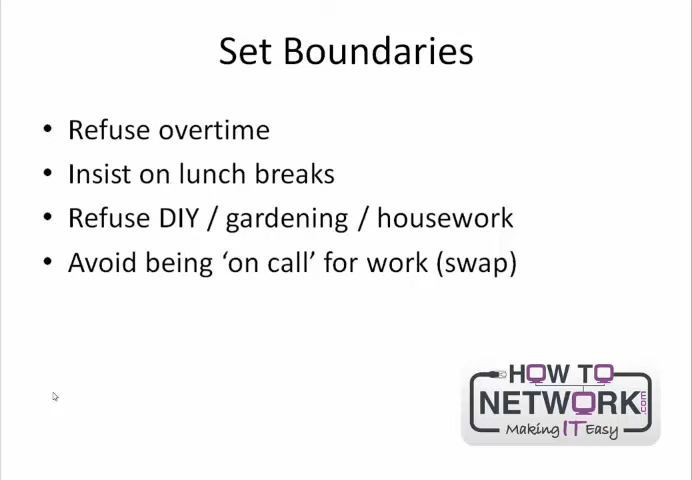 Set Boundaries
• Refuse overtime
• Insist on lunch breaks
• Refuse DIY / gardening / housework
• Avoid being ‘on call’ for work (swap)
HOW TO
NETWORK.com
Making IT Easy